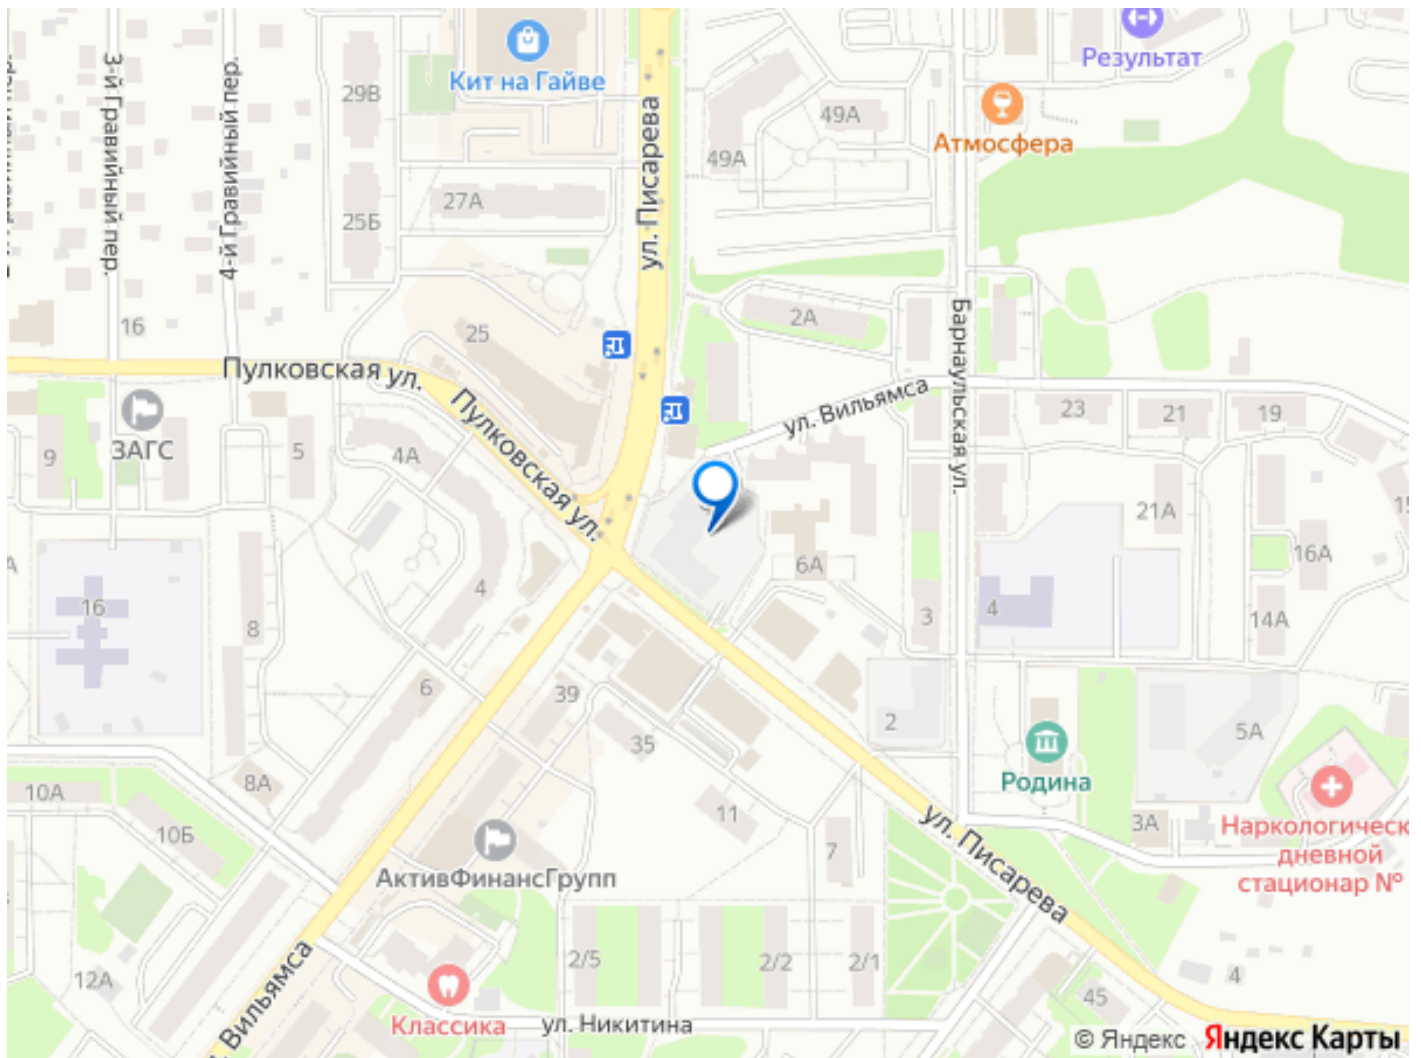 Результат
Кит на Гайве
3-й Гравийный пер.
4-й Гравийный пер.
29В
49А
49А
Атмосфера
ул. Писарева
27А
25Б
16
25
2А
Барнаульская ул.
Пулковская ул.
Пулковская ул.
ул. Вильямса
23
21
19
ЗАГС
9
5
4А
21А
15
6А
16А
4
16
8
3
4
14А
6
39
35
2
5А
Родина
8А
10А
10Б
11
7
3А
Наркологическ
дневной
стационар №
ул. Писарева
АктивФинансГрупп
2/5
2/2
2/1
12А
4
45
Вильямса
Классика
ул. Никитина
© Яндекс Яндекс Карты